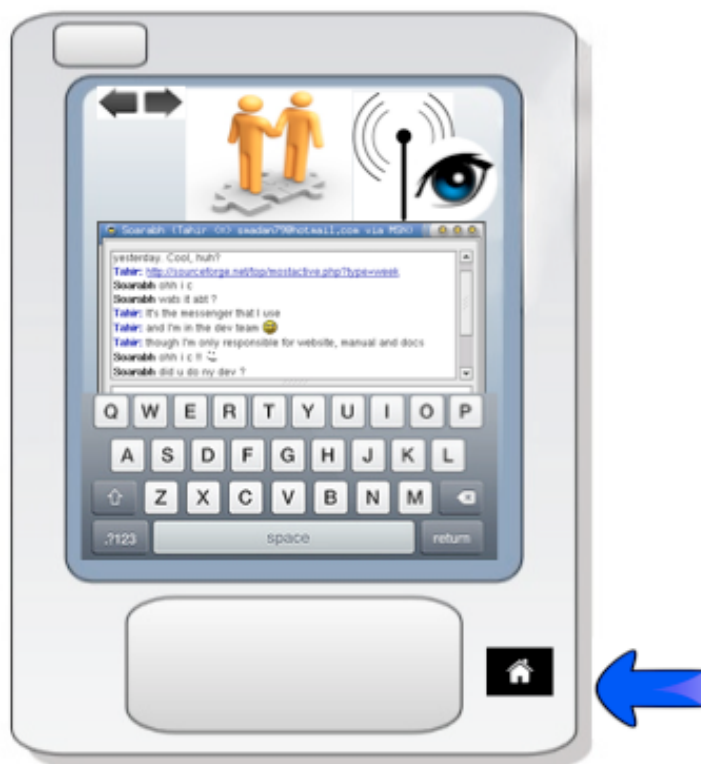 Soarabh (Tahir (n) smadan79@hotmail.com via MSN)
yesterday. Cool, huh?
Tahir: http://sourceforge.net/top/mostactive.php?type=week
Soarabh ohh i c
Soarabh wats it abt ?
Tahir: It's the messenger that I use
Tahir: and I'm in the dev team
Tahir: though I'm only responsible for website, manual and docs
Soarabh ohh i c !!
Soarabh did u do ny dev ?
Q W E R T Y U I O P
A S D F G H J K L
Z X C V B N M
.?123 space return